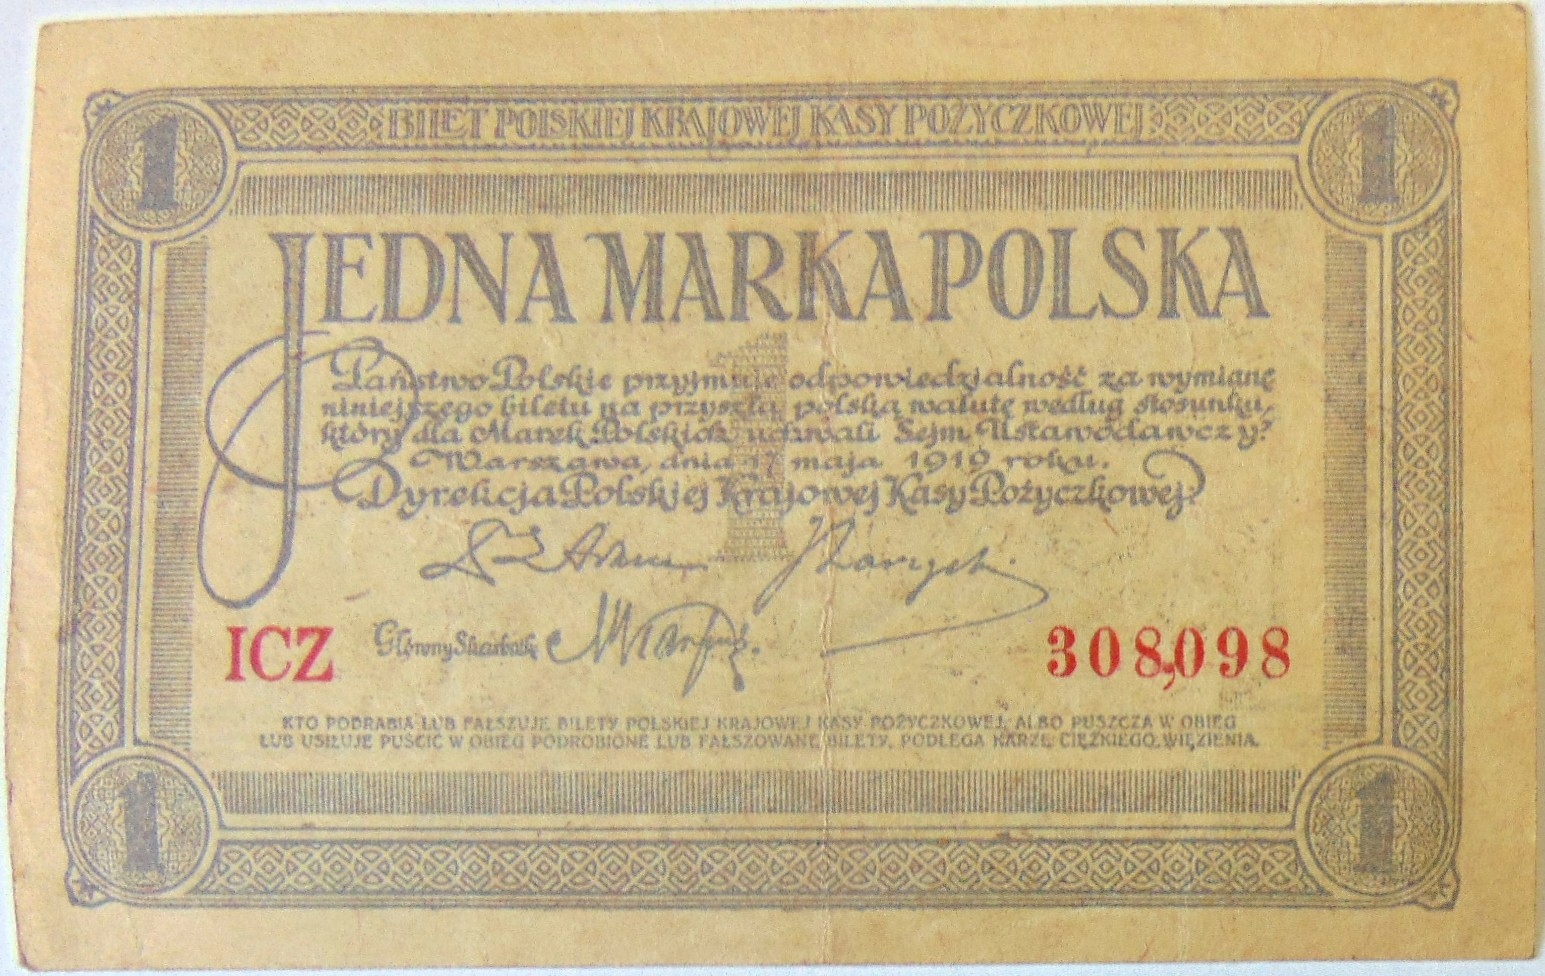 1 BILET POLSKIEJ KRAJOWEJ KASY POŻYCZKOWEJ 1
JEDNA MARKA POLSKA
1
Państwo Polskie przyjmuje odpowiedzialność za wymianę
niniejszego biletu na przyszłą polską walutę według stosunku,
który dla Marek Polskich uchwali Sejm Ustawodawczy.
Warszawa, dnia 17 maja 1919 roku.
Dyrekcja Polskiej Krajowej Kasy Pożyczkowej
ICZ Główny Skarbnik 308,098
KTO PODRABIA LUB FAŁSZUJE BILETY POLSKIEJ KRAJOWEJ KASY POŻYCZKOWEJ, ALBO PUSZCZA W OBIEG
LUB USIŁUJE PUŚCIĆ W OBIEG PODROBIONE LUB FAŁSZOWANE BILETY, PODLEGA KARZE CIĘŻKIEGO WIĘZIENIA.
1 1